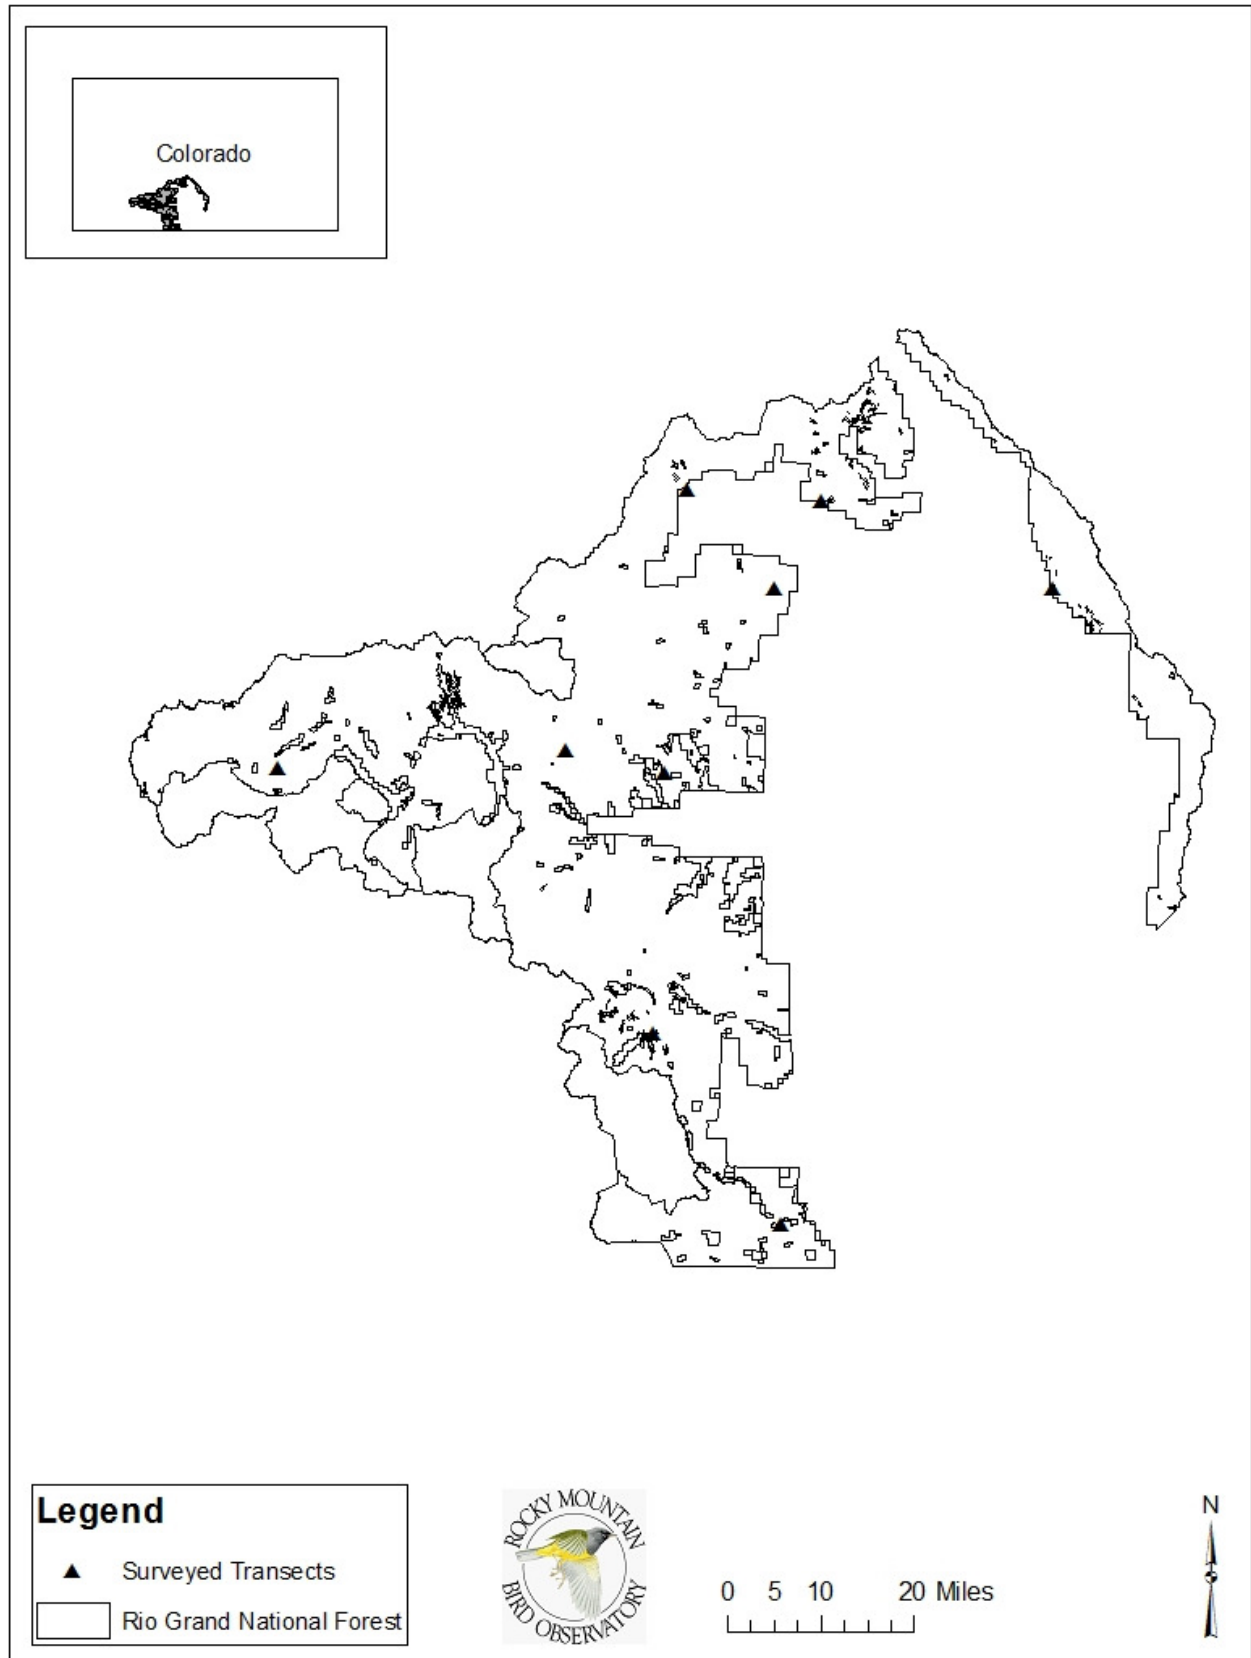 Colorado
Legend
Surveyed Transects
Rio Grand National Forest
ROCKY MOUNTAIN
BIRD OBSERVATORY
0 5 10 20 Miles
N